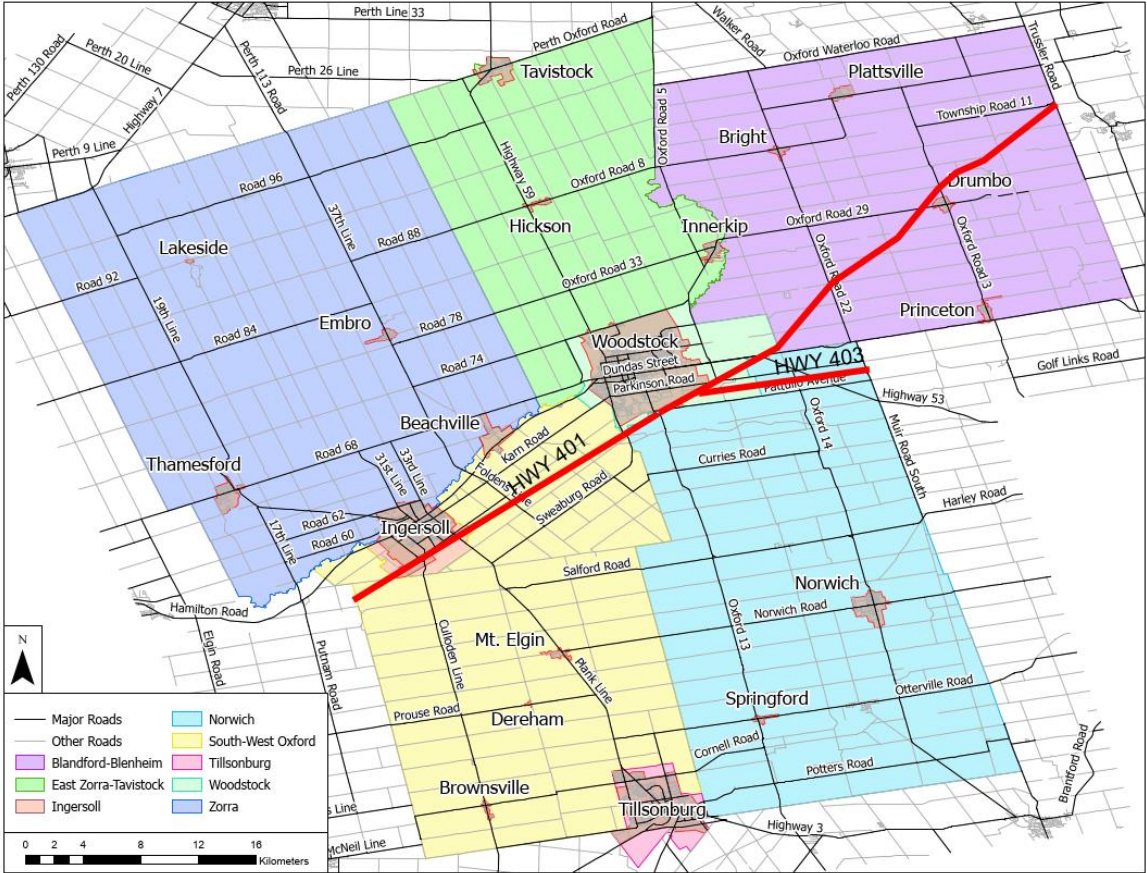 Perth Line 33
Perth 130 Road
Perth 20 Line
Perth 26 Line
Perth 113 Road
Highway 7
Perth 9 Line
Perth Oxford Road
Tavistock
Walker Road
Oxford Waterloo Road
Trussler Road
Plattsville
Township Road 11
Oxford Road 5
Bright
Highway 59
Oxford Road 8
Road 96
37th Line
Road 88
Hickson
Innerkip
Oxford Road 29
Drumbo
Lakeside
Road 92
19th Line
Oxford Road 33
Oxford Road 22
Oxford Road 3
Embro
Road 78
Road 84
Princeton
Woodstock
Dundas Street
Parkinson Road
Road 74
HWY 403
Pattullo Avenue
Golf Links Road
Highway 53
Beachville
Karn Road
HWY 401
Oxford 14
Muir Road South
Road 68
31st Line
33rd Line
Foldens Line
Sweaburg Road
Curries Road
Thamesford
Harley Road
17th Line
Road 62
Road 60
Ingersoll
Salford Road
Norwich
Hamilton Road
Norwich Road
Oxford 13
Elgin Road
Putnam Road
Culloden Line
Mt. Elgin
Plank Line
Springford
Otterville Road
Prouse Road
Dereham
Cornell Road
Potters Road
Brantford Road
Brownsville
Tillsonburg
Highway 3
s Line
McNeil Line
N
Major Roads
Other Roads
Blandford-Blenheim
East Zorra-Tavistock
Ingersoll
Norwich
South-West Oxford
Tillsonburg
Woodstock
Zorra
0 2 4 8 12 16
Kilometers